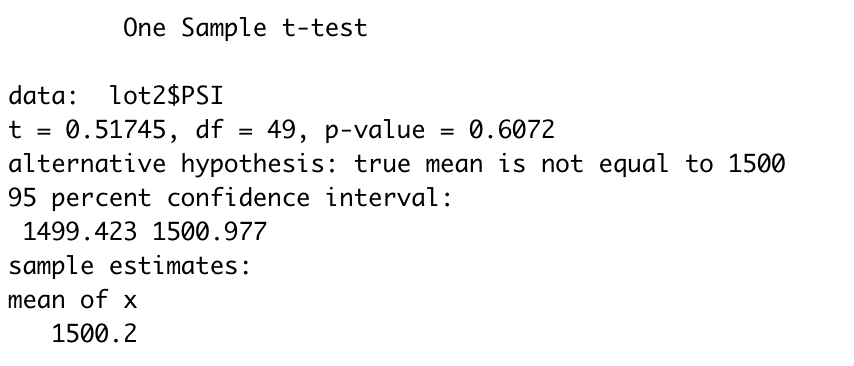 One Sample t-test
data:  lot2$PSI
t = 0.51745, df = 49, p-value = 0.6072
alternative hypothesis: true mean is not equal to 1500
95 percent confidence interval:
1499.423 1500.977
sample estimates:
mean of x
1500.2